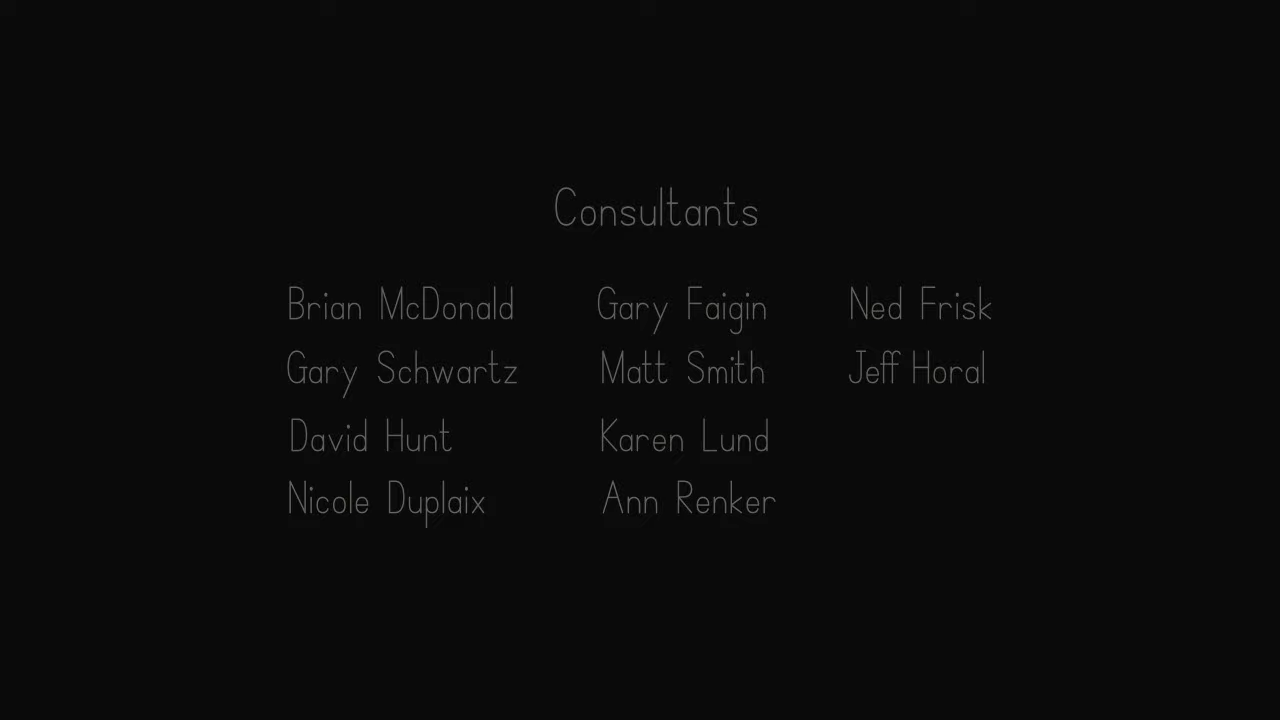 Consultants
Brian McDonald Gary Faigin Ned Frisk
Gary Schwartz Matt Smith Jeff Horal
David Hunt Karen Lund
Nicole Duplaix Ann Renker